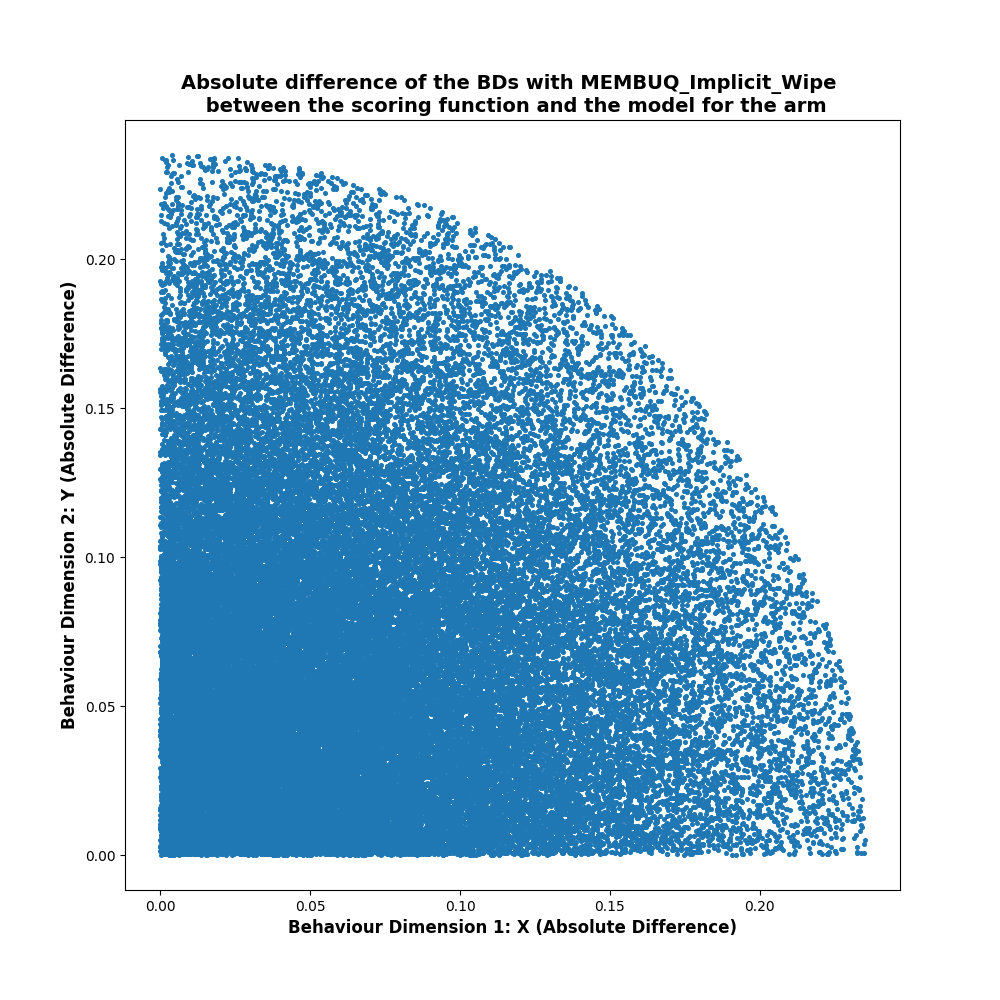 Absolute difference of the BDs with MEMBUQ_Implicit_Wipe
between the scoring function and the model for the arm
Behaviour Dimension 2: Y (Absolute Difference)
0.20
0.15
0.10
0.05
0.00
0.00 0.05 0.10 0.15 0.20
Behaviour Dimension 1: X (Absolute Difference)